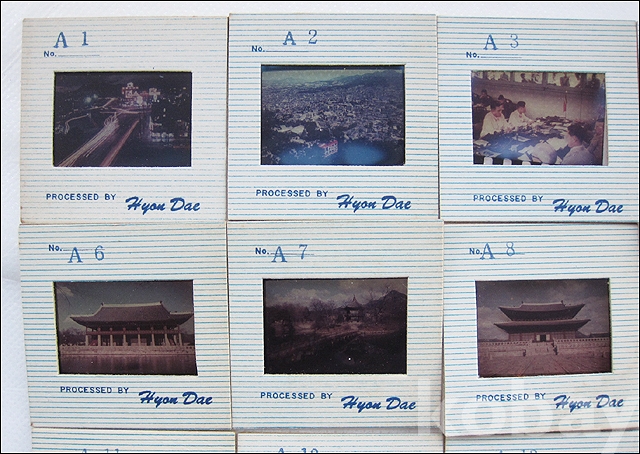 A 1
No.
PROCESSED BY Hyon Dae
A 2
No.
PROCESSED BY Hyon Dae
A 3
No.
PROCESSED BY Hyon Dae
No. A 6
PROCESSED BY Hyon Dae
No. A 7
PROCESSED BY Hyon Dae
No. A 8
PROCESSED BY Hyon Dae
kobay